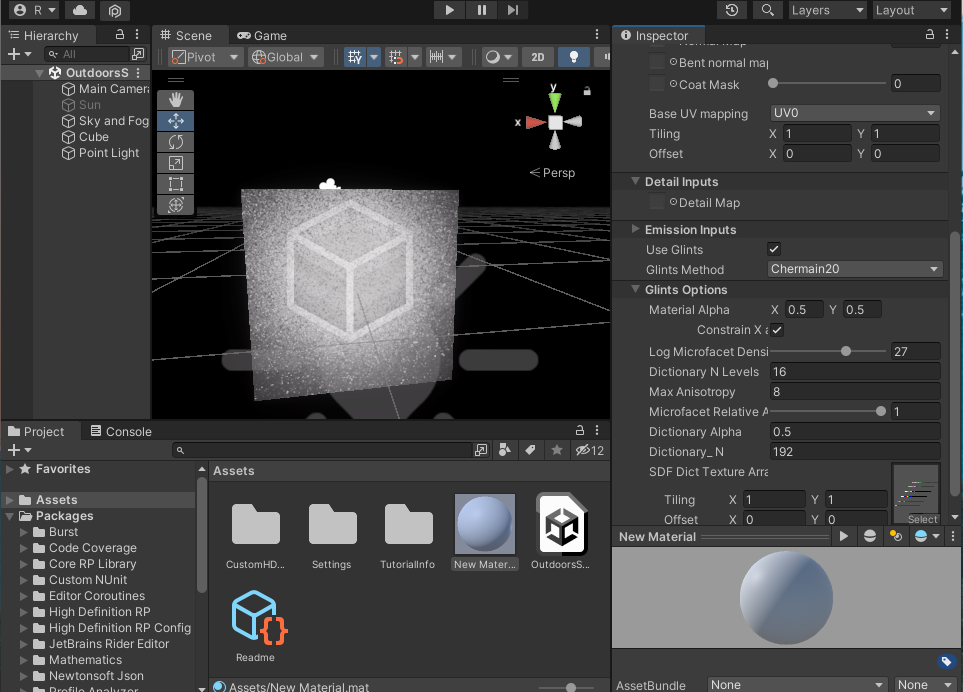 R
Layers
Layout
Hierarchy
All
OutdoorsS
Main Camera
Sun
Sky and Fog
Cube
Point Light
Scene
Game
Pivot
Global
2D
y
x
Persp
Inspector
Normal map
Bent normal map
Coat Mask
0
Base UV mapping
UV0
Tiling
X 1
Y 1
Offset
X 0
Y 0
Detail Inputs
Detail Map
Emission Inputs
Use Glints
Glints Method
Chermain20
Glints Options
Material Alpha
X 0.5
Y 0.5
Constrain X a
Log Microfacet Densi
27
Dictionary N Levels
16
Max Anisotropy
8
Microfacet Relative A
1
Dictionary Alpha
0.5
Dictionary_ N
192
SDF Dict Texture Arra
Tiling
X 1
Y 1
Offset
X 0
Y 0
Select
New Material
AssetBundle
None
None
Project
Console
12
Favorites
Assets
Packages
Burst
Code Coverage
Core RP Library
Custom NUnit
Editor Coroutines
High Definition RP
High Definition RP Config
JetBrains Rider Editor
Mathematics
Newtonsoft Json
Profile Analyzer
Assets
CustomHD...
Settings
TutorialInfo
New Mater...
OutdoorsS...
Readme
Assets/New Material.mat